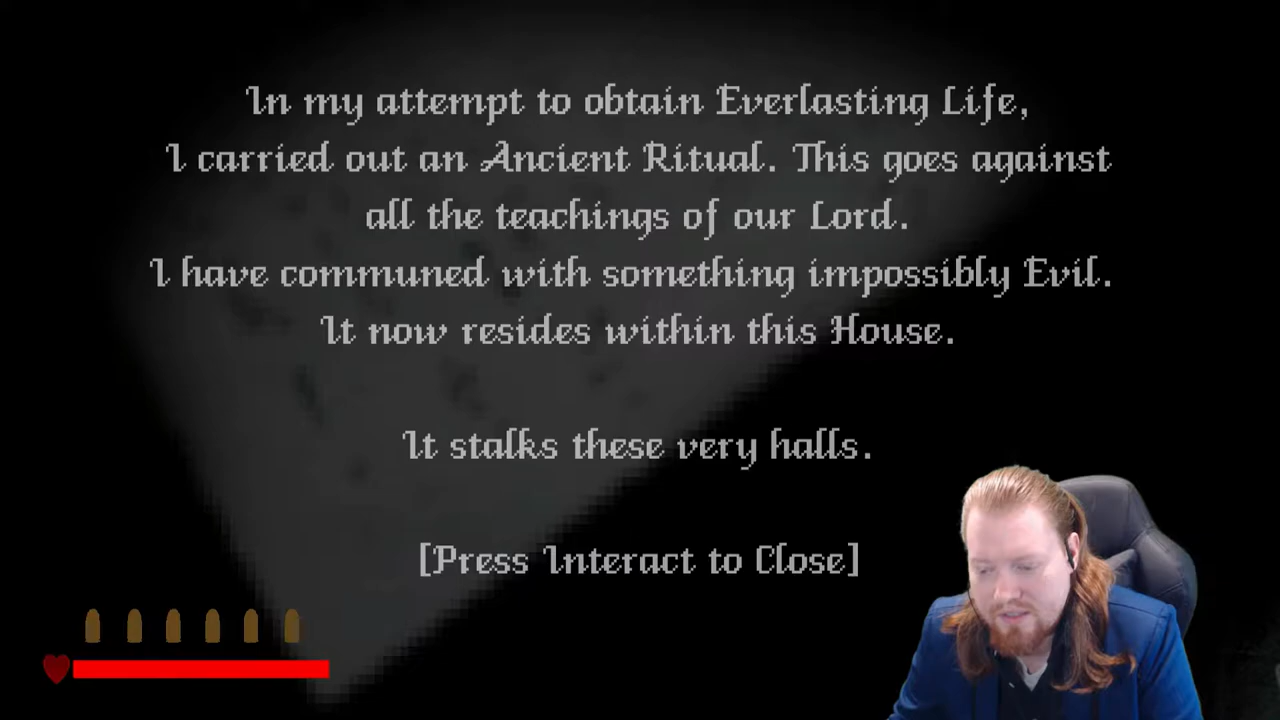 In my attempt to obtain Everlasting Life,
I carried out an Ancient Ritual. This goes against
all the teachings of our Lord.
I have communed with something impossibly Evil.
It now resides within this House.
It stalks these very halls.
[Press Interact to Close]